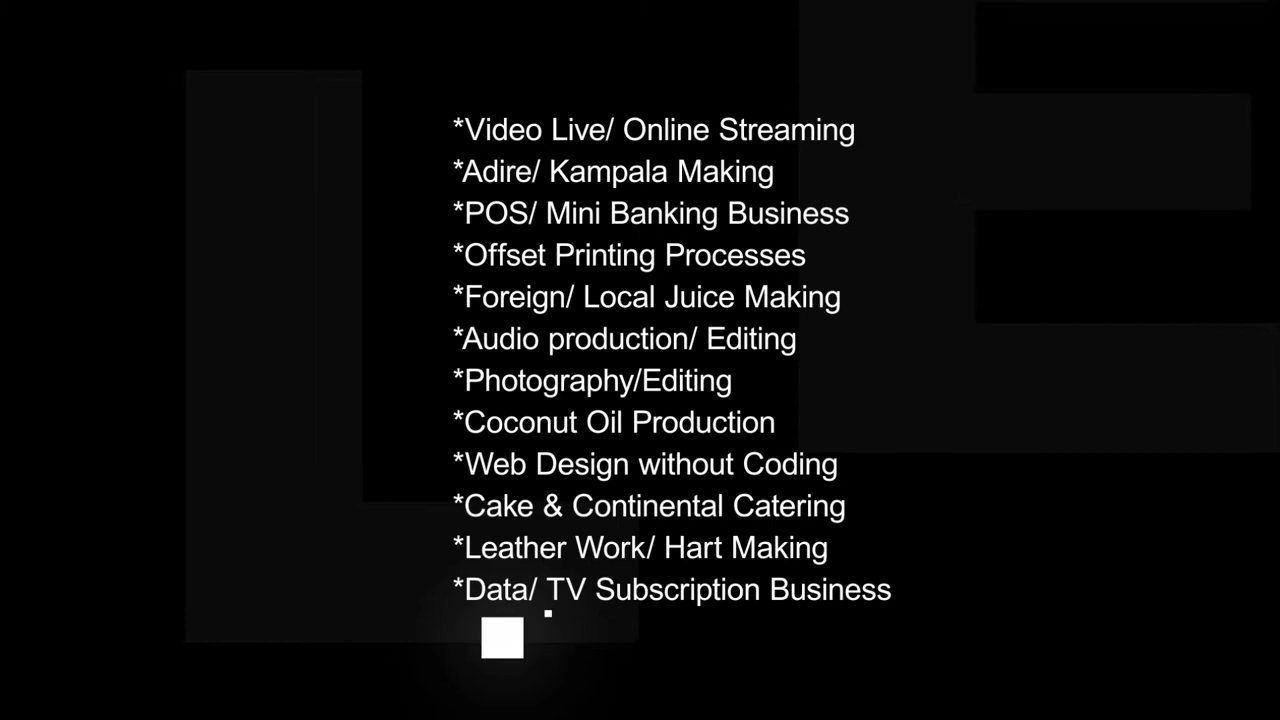 *Video Live/ Online Streaming
*Adire/ Kampala Making
*POS/ Mini Banking Business
*Offset Printing Processes
*Foreign/ Local Juice Making
*Audio production/ Editing
*Photography/Editing
*Coconut Oil Production
*Web Design without Coding
*Cake & Continental Catering
*Leather Work/ Hart Making
*Data/ TV Subscription Business